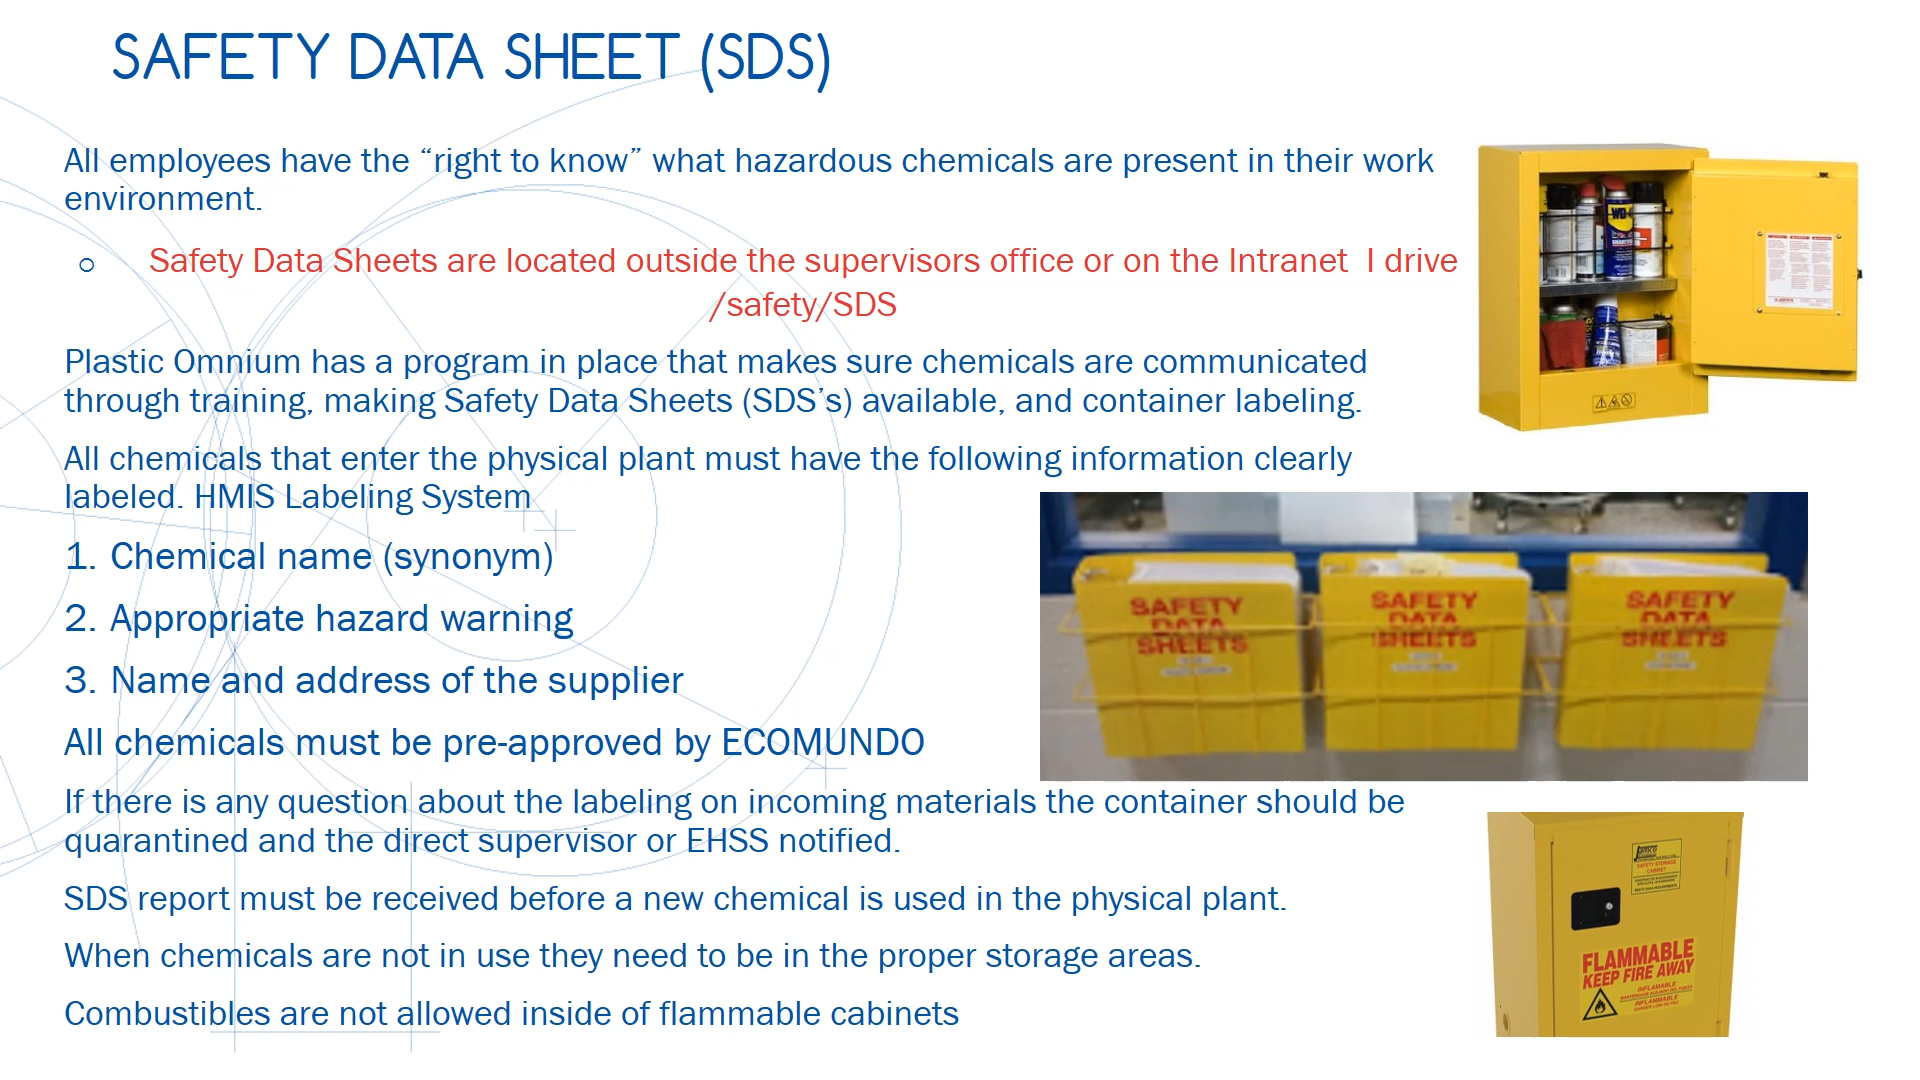 SAFETY DATA SHEET (SDS)
All employees have the “right to know” what hazardous chemicals are present in their work
environment.
○ Safety Data Sheets are located outside the supervisors office or on the Intranet  I drive
/safety/SDS
Plastic Omnium has a program in place that makes sure chemicals are communicated
through training, making Safety Data Sheets (SDS’s) available, and container labeling.
All chemicals that enter the physical plant must have the following information clearly
labeled. HMIS Labeling System
1. Chemical name (synonym)
2. Appropriate hazard warning
3. Name and address of the supplier
All chemicals must be pre-approved by ECOMUNDO
If there is any question about the labeling on incoming materials the container should be
quarantined and the direct supervisor or EHSS notified.
SDS report must be received before a new chemical is used in the physical plant.
When chemicals are not in use they need to be in the proper storage areas.
Combustibles are not allowed inside of flammable cabinets
SAFETY
DATA
SHEETS
SAFETY
DATA
SHEETS
SAFETY
DATA
SHEETS
SAFETY STORAGE
CABINET
FLAMMABLE
KEEP FIRE AWAY
INFLAMABLE
INFLAMMABLE